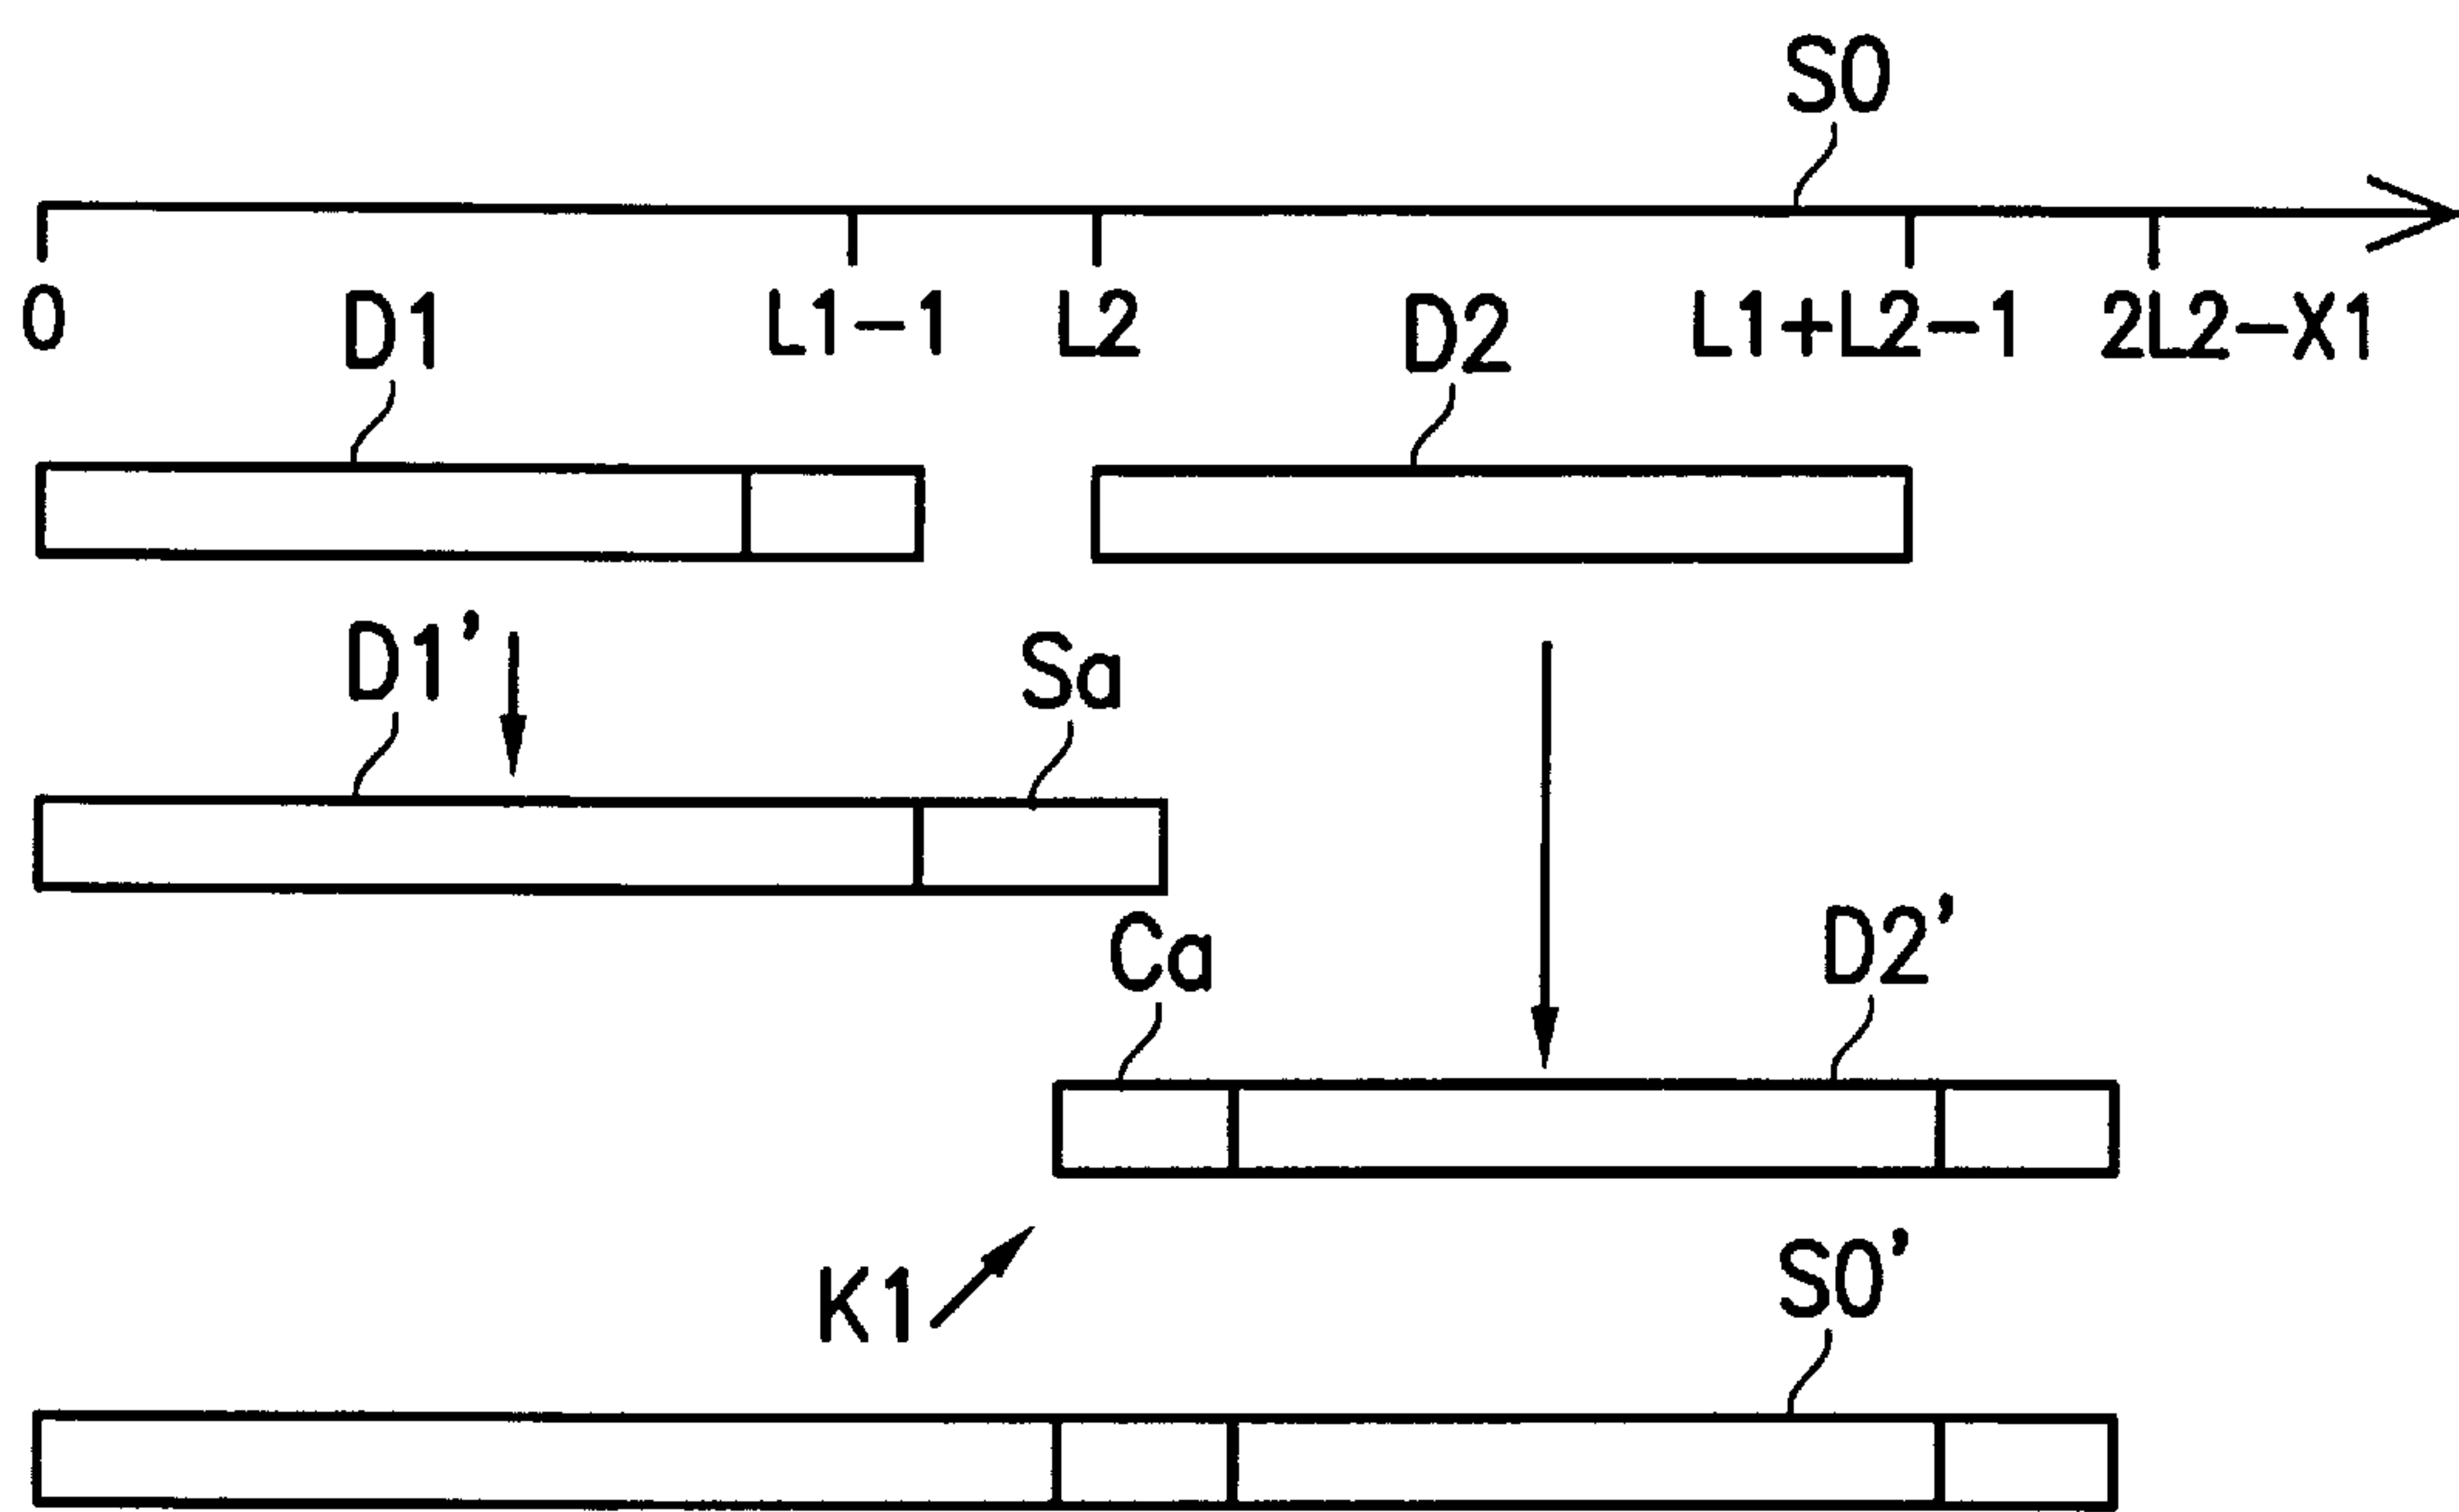 S0
0
L1-1
L2
L1+L2-1
2L2-X1
D1
D2
D1'
Sa
Ca
D2'
K1
S0'